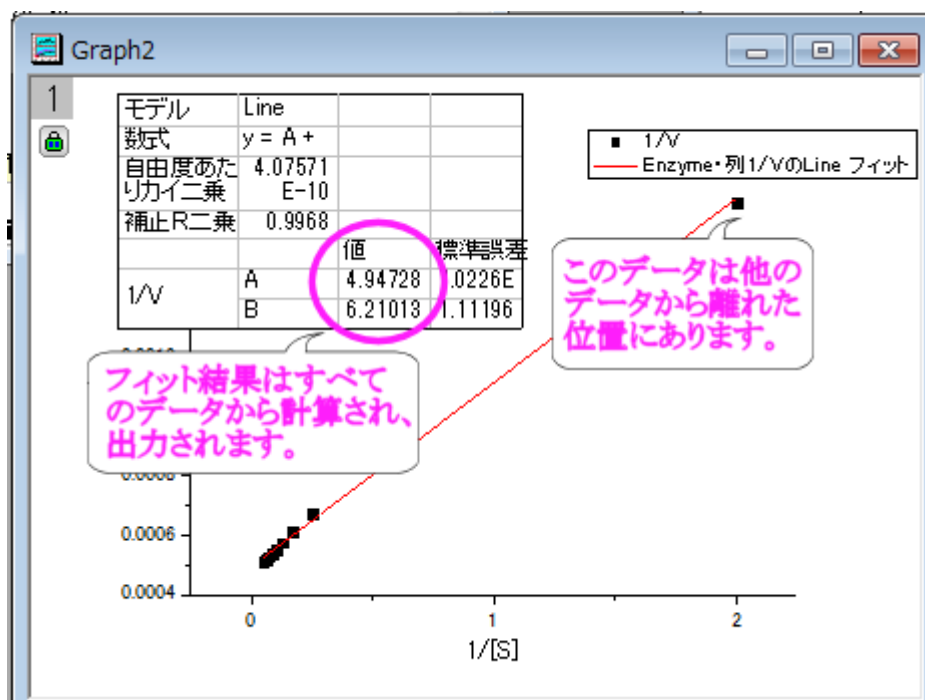 Graph2
1
モデル Line
数式 y = A +
自由度あた 4.07571
りカイ二乗 E-10
補正R二乗 0.9968
値 標準誤差
1/V
A 4.94728 .0226E
B 6.21013 1.11196
1/V
Enzyme・列1/VのLine フィット
このデータは他の
データから離れた
位置にあります。
フィット結果はすべて
のデータから計算され、
出力されます。
0.0008
0.0006
0.0004
0 1 2
1/[S]